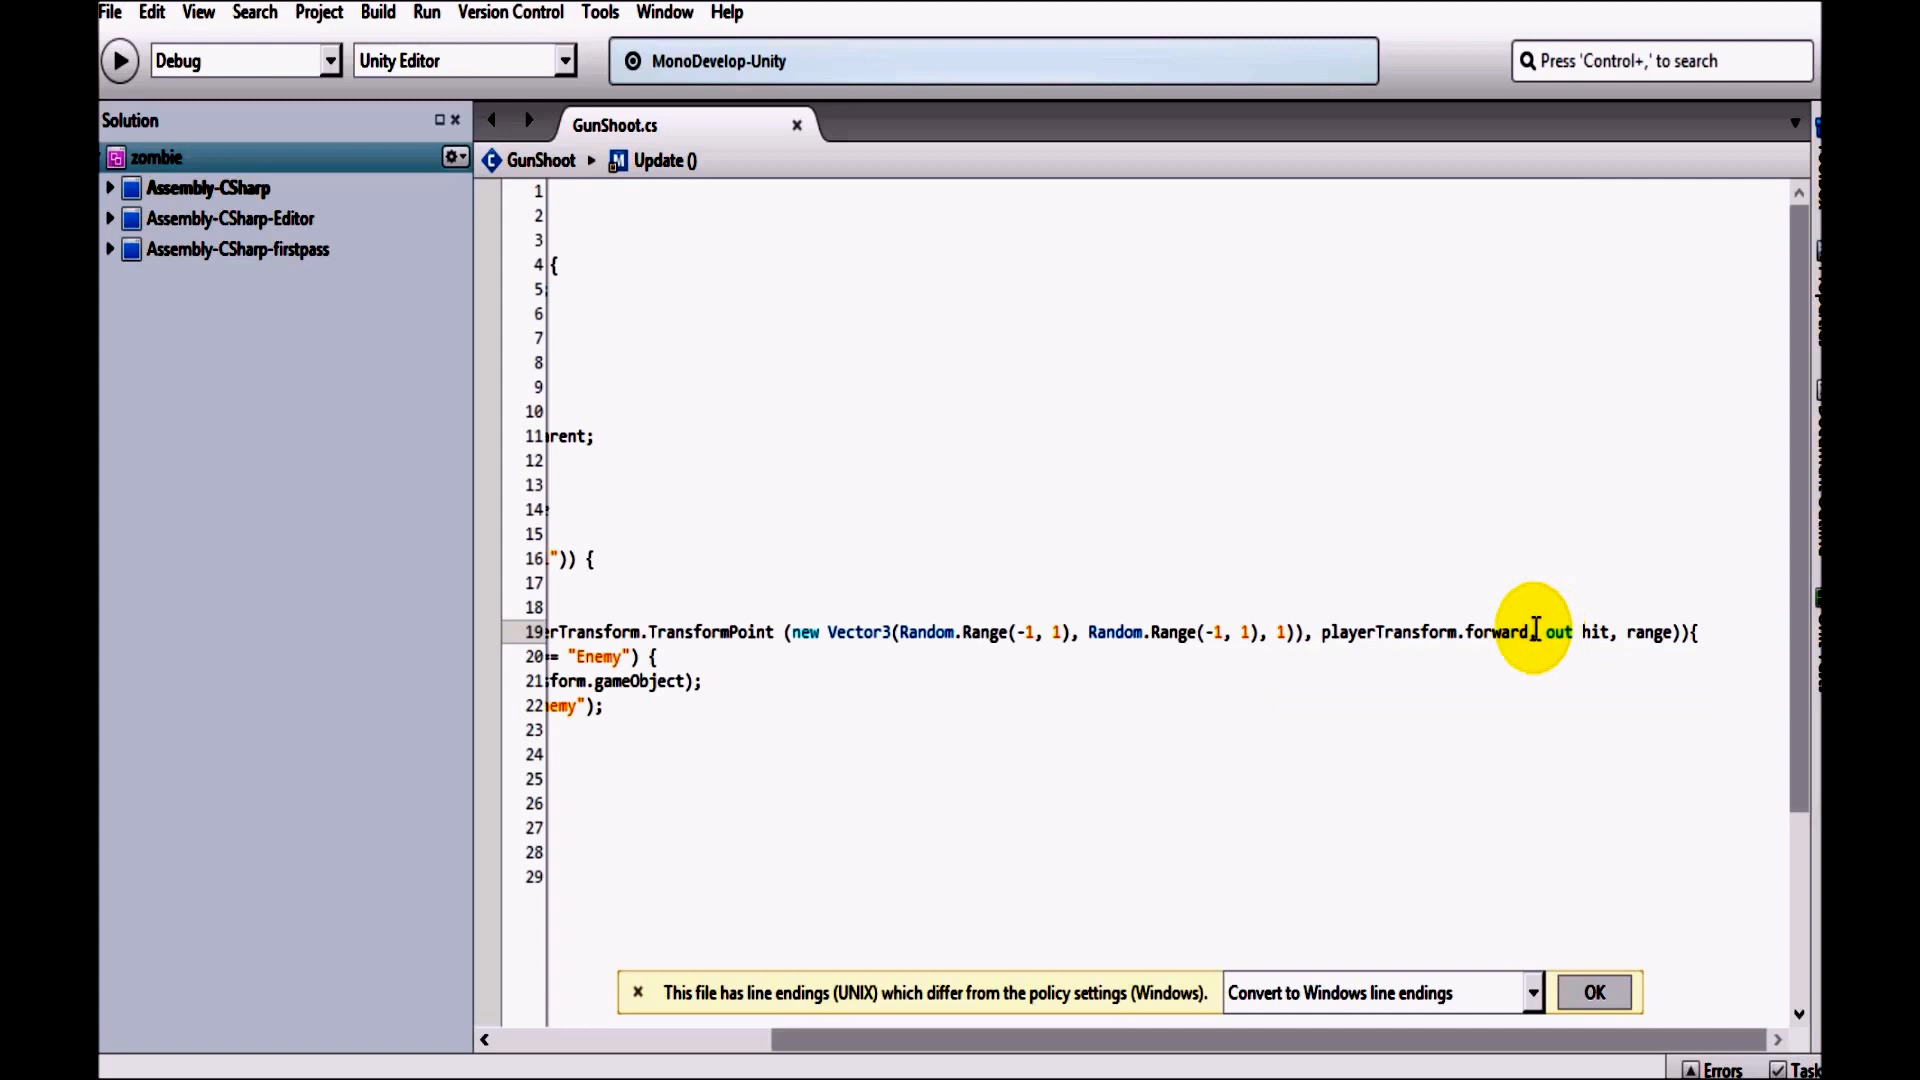 File Edit View Search Project Build Run Version Control Tools Window Help
Debug
Unity Editor
MonoDevelop-Unity
Press 'Control+,' to search
Solution
GunShoot.cs
zombie
GunShoot
Update ()
Assembly-CSharp
Assembly-CSharp-Editor
Assembly-CSharp-firstpass
1
2
3
4 {
5 ;
6
7
8
9
10
11 rent;
12
13
14
15
16 ")) {
17
18
19 rTransform.TransformPoint (new Vector3(Random.Range(-1, 1), Random.Range(-1, 1), 1)), playerTransform.forward, out hit, range)){
20 == "Enemy") {
21 form.gameObject);
22 emy");
23
24
25
26
27
28
29
This file has line endings (UNIX) which differ from the policy settings (Windows).
Convert to Windows line endings
OK
Errors
Task